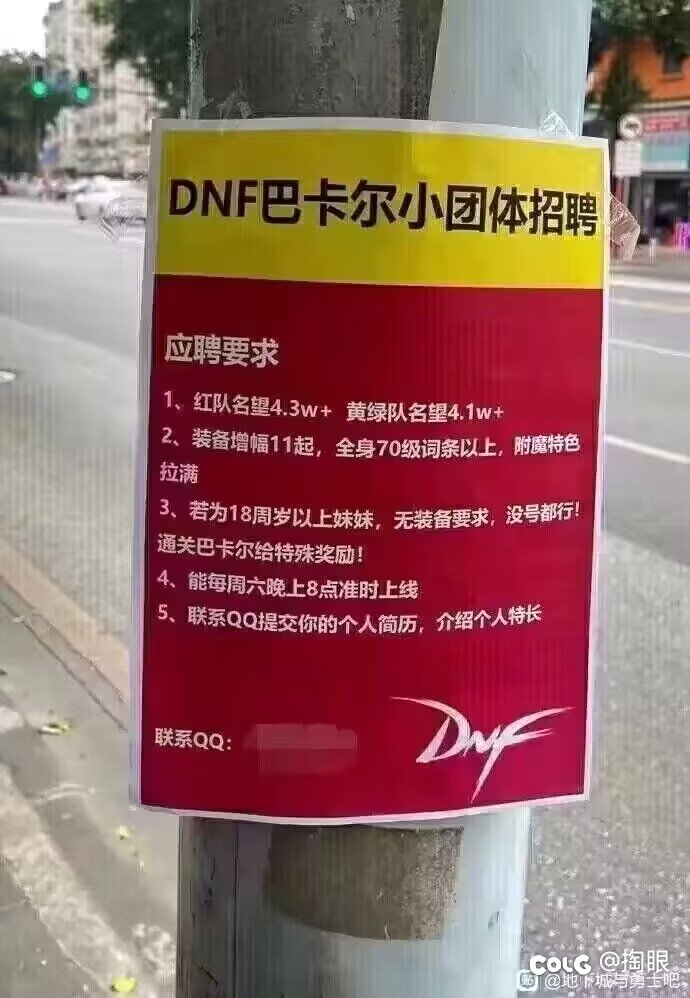 DNF巴卡尔小团体招聘
应聘要求
1、红队名望4.3w+ 黄绿队名望4.1w+
2、装备增幅11起，全身70级词条以上，附魔特色
拉满
3、若为18周岁以上妹妹，无装备要求，没号都行！
通关巴卡尔给特殊奖励！
4、能每周六晚上8点准时上线
5、联系QQ提交你的个人简历，介绍个人特长
联系QQ：
DNF
COLG @掏眼
贴 @地下城与勇士吧